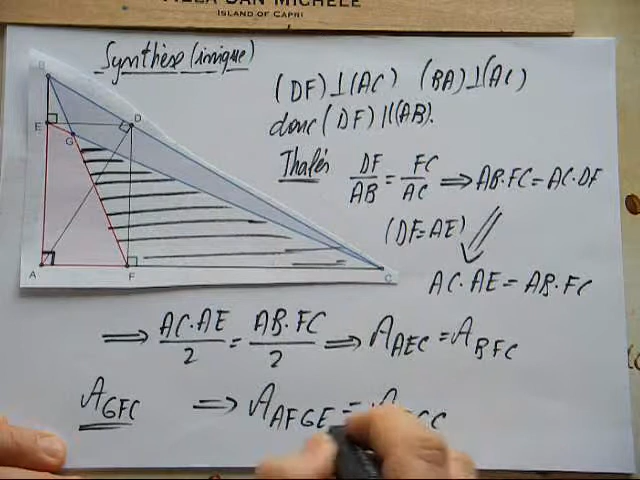 VILLA SAN MICHELE
ISLAND OF CAPRI
Synthèse (unique)
(DF)⊥(AC) (BA)⊥(AC)
donc (DF)∥(AB).
Thalès DF/AB = FC/AC ⟹ AB·FC = AC·DF
(DF=AE)
AC·AE = AB·FC
⟹ AC·AE/2 = AB·FC/2 ⟹ A_AEC = A_BFC
A_GFC ⟹ A_AFGE =
B
E
D
G
A
F
C